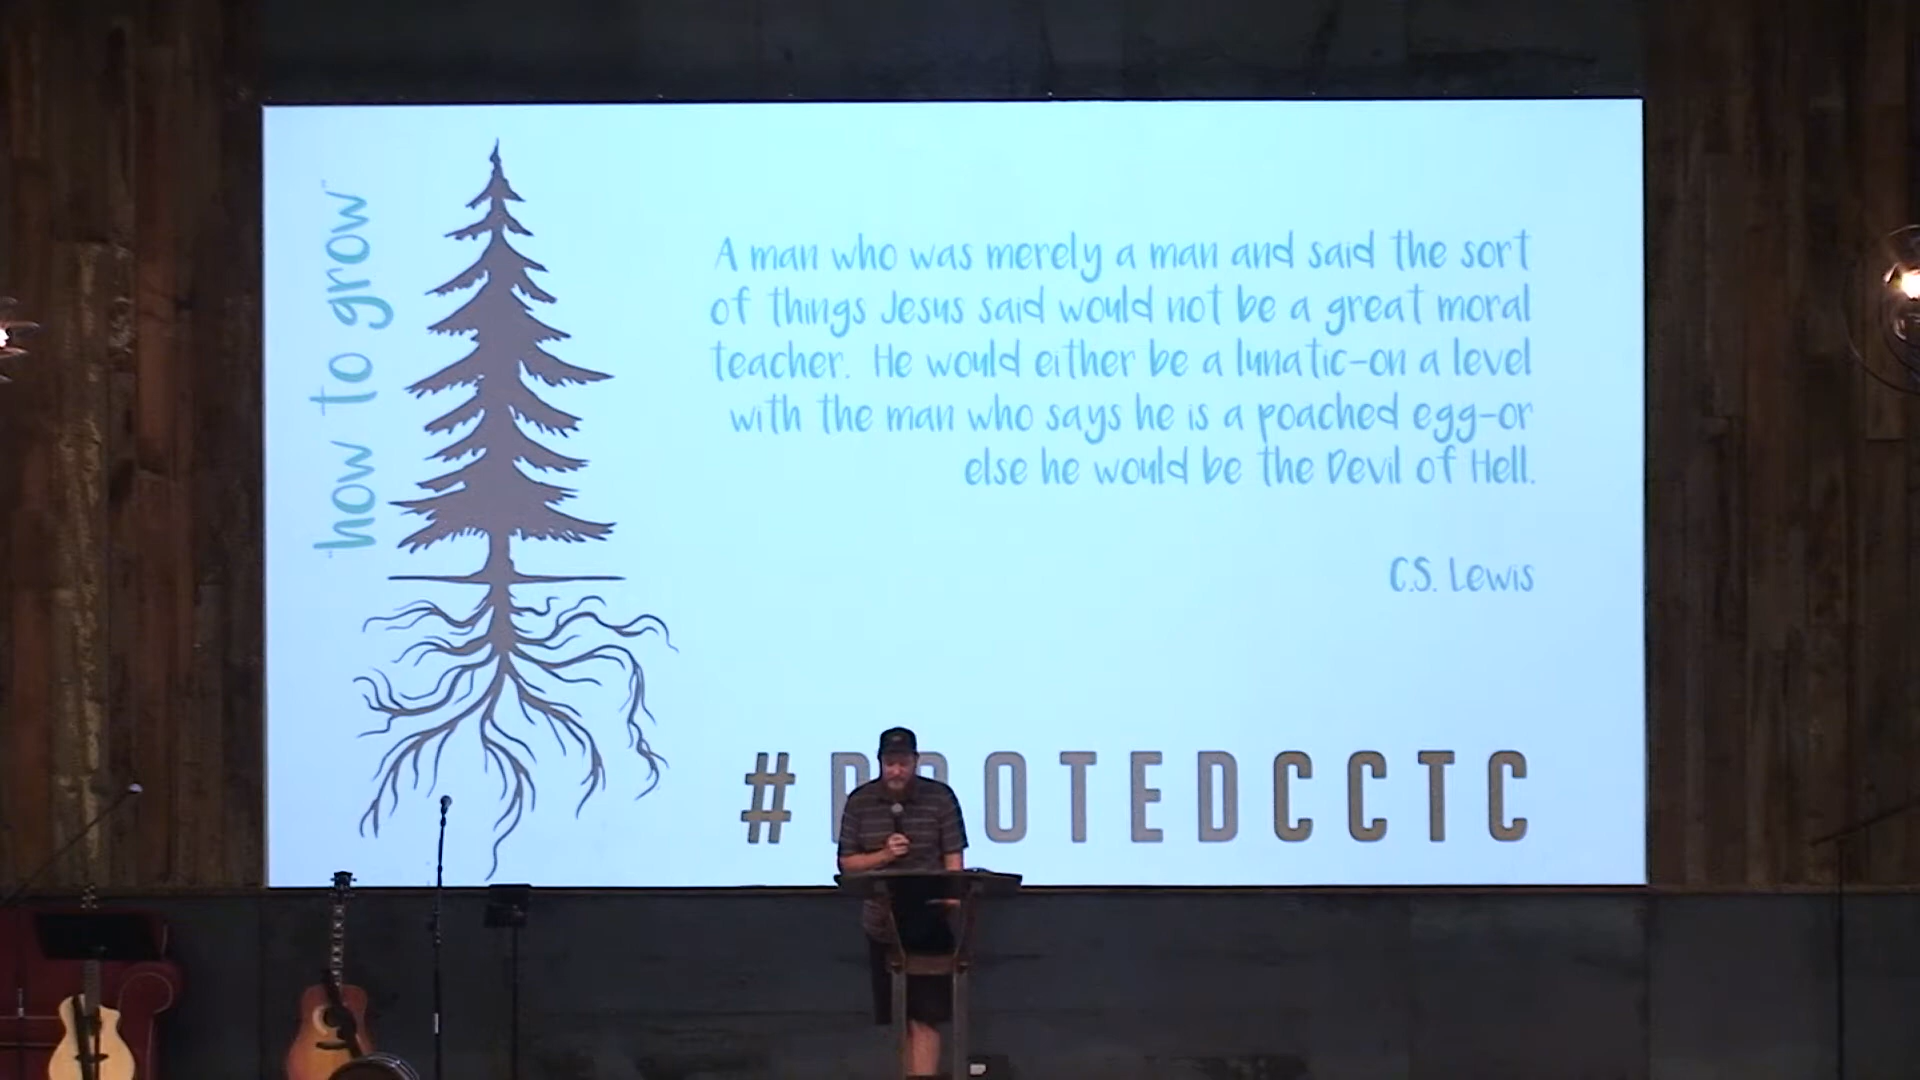 "how to grow"
A man who was merely a man and said the sort
of things Jesus said would not be a great moral
teacher. He would either be a lunatic-on a level
with the man who says he is a poached egg-or
else he would be the Devil of Hell.
C.S. Lewis
#ROOTEDCCTC